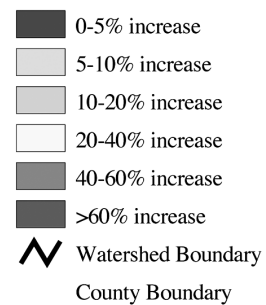 0-5% increase
5-10% increase
10-20% increase
20-40% increase
40-60% increase
>60% increase
Watershed Boundary
County Boundary